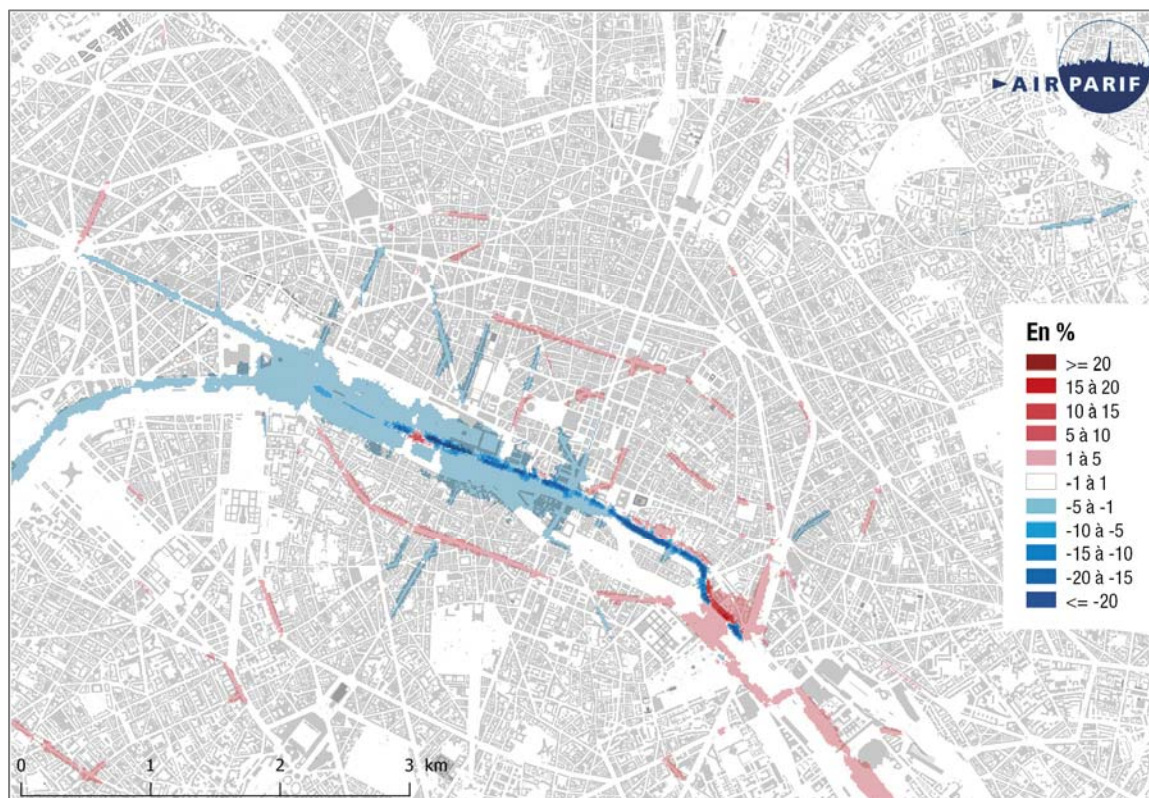 AIRPARIF
En %
>= 20
15 à 20
10 à 15
5 à 10
1 à 5
-1 à 1
-5 à -1
-10 à -5
-15 à -10
-20 à -15
<= -20
0 1 2 3 km